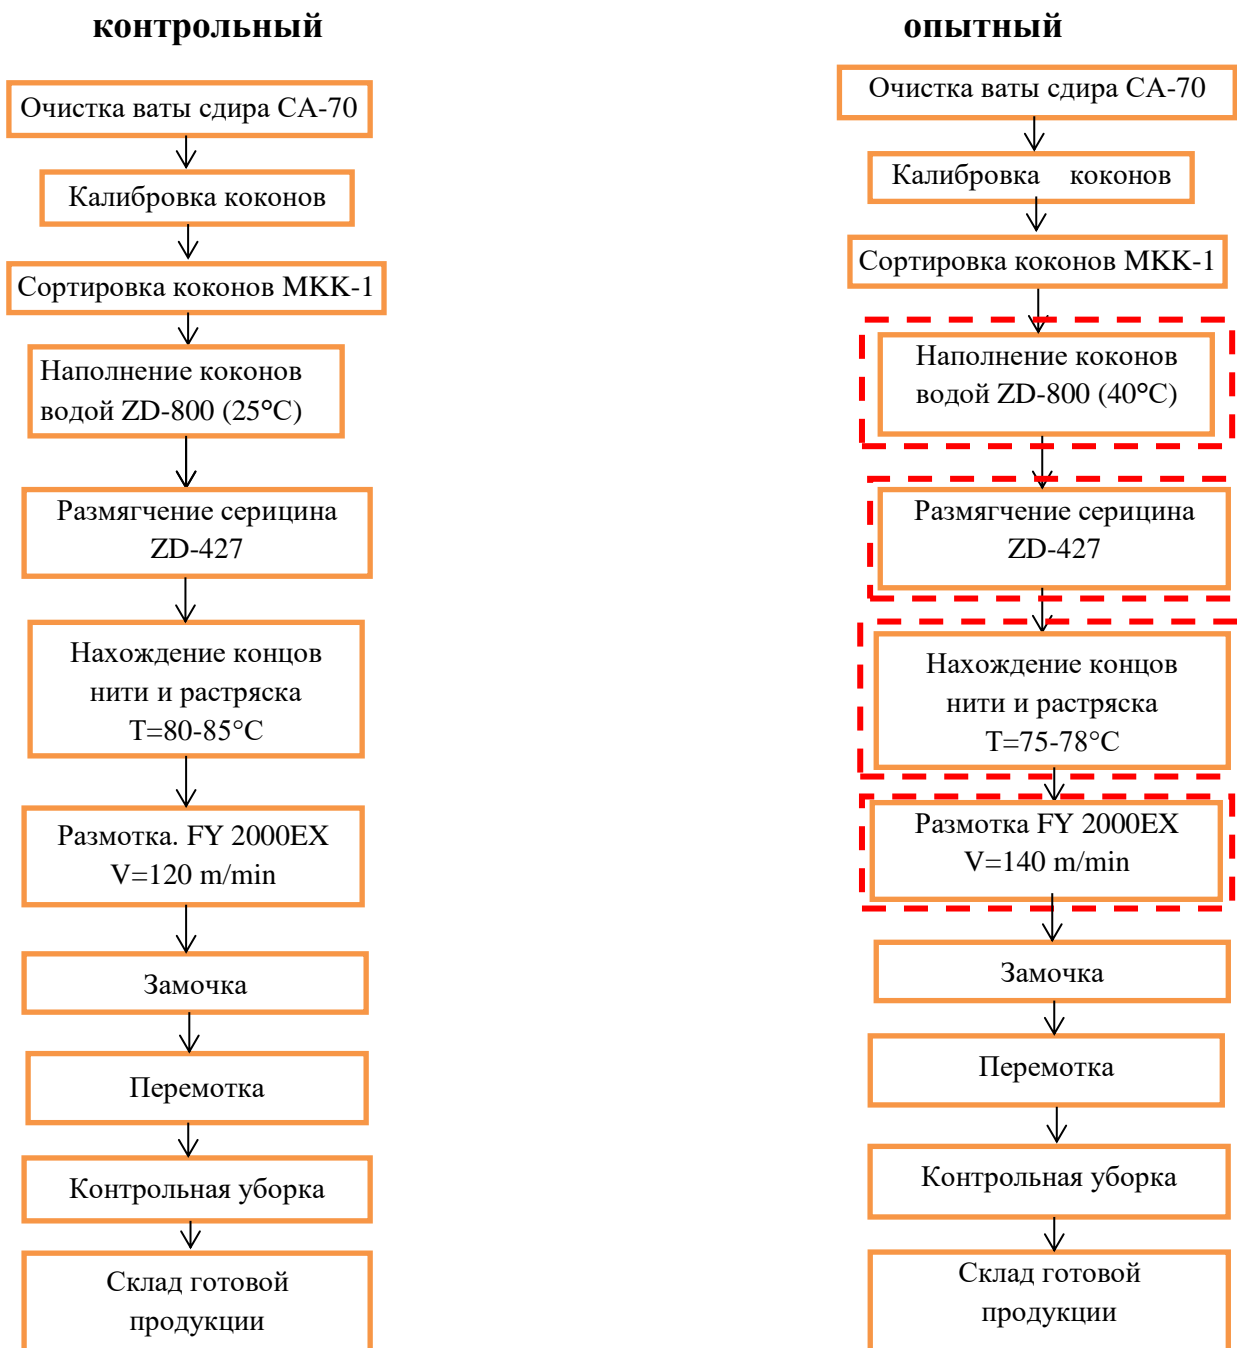 контрольный
Очистка ваты сдира СА-70
Калибровка коконов
Сортировка коконов МКК-1
Наполнение коконов
водой ZD-800 (25°C)
Размягчение серицина
ZD-427
Нахождение концов
нити и растряска
T=80-85°C
Размотка. FY 2000EX
V=120 m/min
Замочка
Перемотка
Контрольная уборка
Склад готовой
продукции
опытный
Очистка ваты сдира СА-70
Калибровка коконов
Сортировка коконов МКК-1
Наполнение коконов
водой ZD-800 (40°C)
Размягчение серицина
ZD-427
Нахождение концов
нити и растряска
T=75-78°C
Размотка FY 2000EX
V=140 m/min
Замочка
Перемотка
Контрольная уборка
Склад готовой
продукции